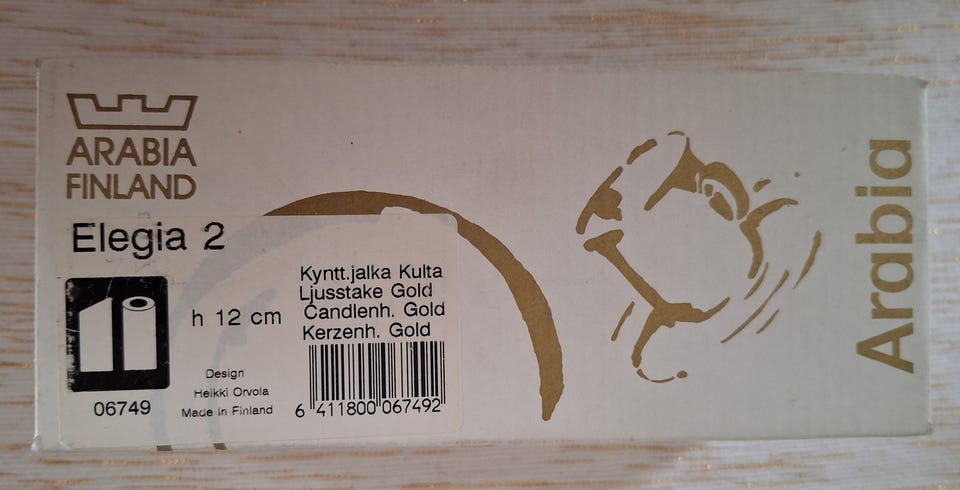 ARABIA
FINLAND
Elegia 2
Kyntt.jalka Kulta
Ljusstake Gold
Candlenh. Gold
Kerzenh. Gold
h 12 cm
Design
Heikki Orvola
Made in Finland
06749
6 411800 067492
Arabia